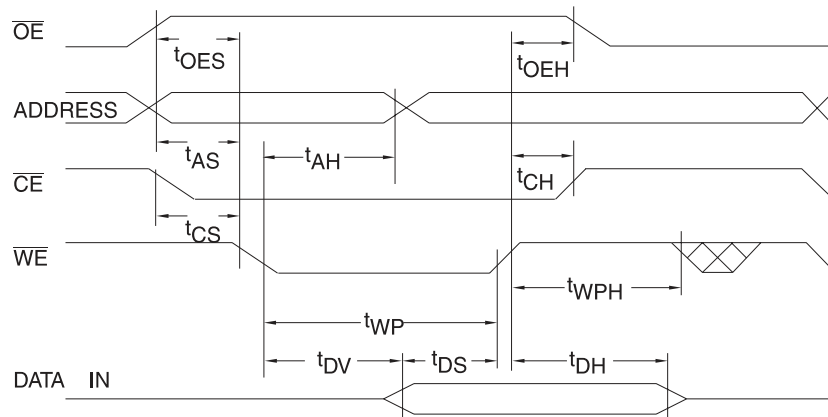 OE
tOES
tOEH
ADDRESS
tAS
tAH
tCH
CE
tCS
WE
tWPH
tWP
tDV
tDS
tDH
DATA IN